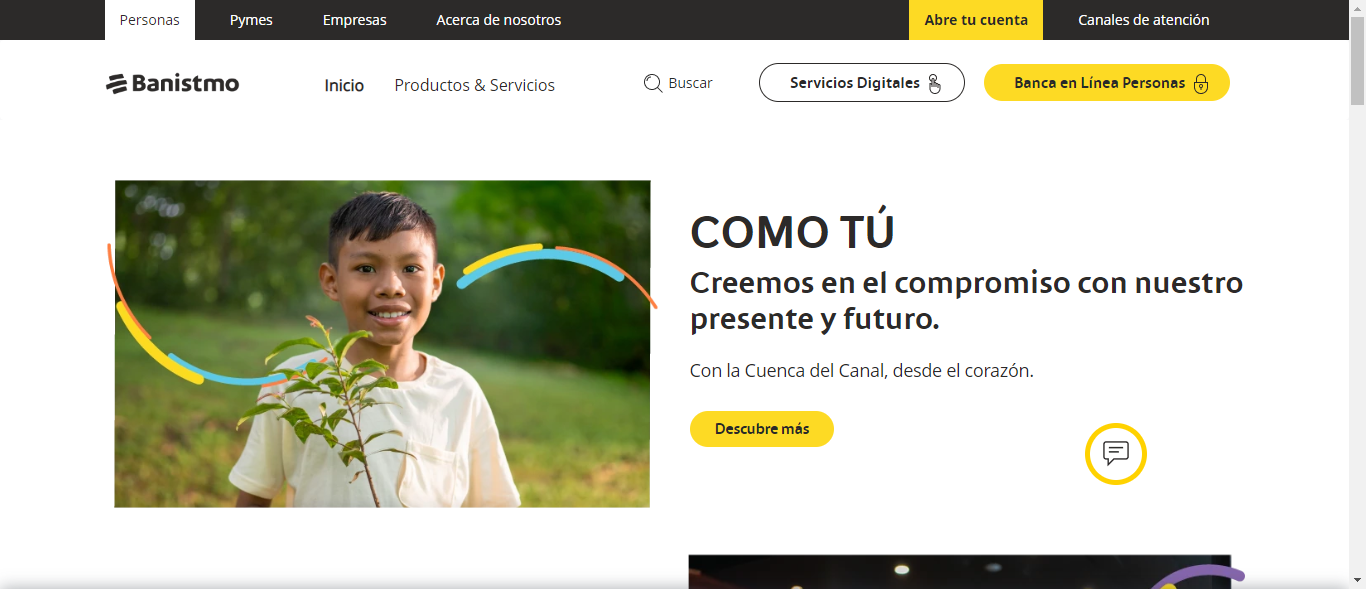 Personas
Pymes
Empresas
Acerca de nosotros
Abre tu cuenta
Canales de atención
Banistmo
Inicio
Productos & Servicios
Buscar
Servicios Digitales
Banca en Línea Personas
COMO TÚ
Creemos en el compromiso con nuestro
presente y futuro.
Con la Cuenca del Canal, desde el corazón.
Descubre más